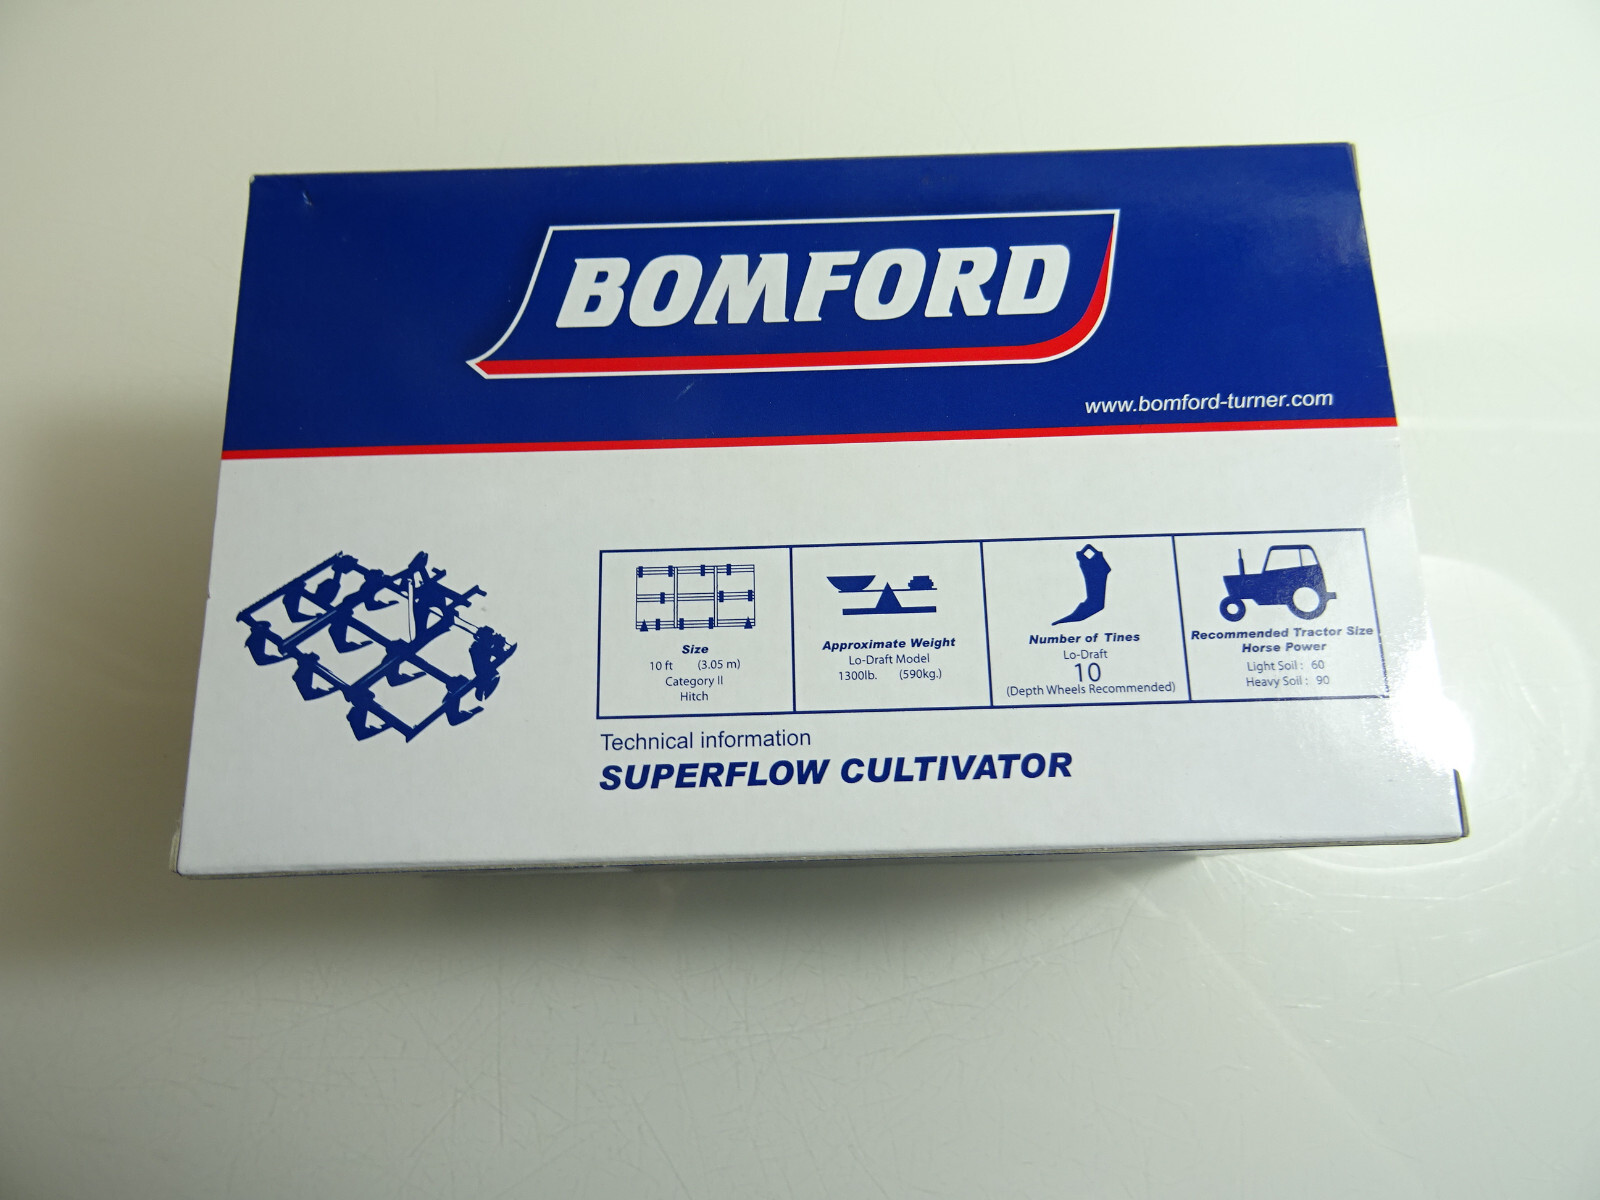 BOMFORD
www.bomford-turner.com
Size
10 ft (3.05 m)
Category II
Hitch
Approximate Weight
Lo-Draft Model
1300lb. (590kg.)
Number of Tines
Lo-Draft
10
(Depth Wheels Recommended)
Recommended Tractor Size
Horse Power
Light Soil : 60
Heavy Soil : 90
Technical information
SUPERFLOW CULTIVATOR